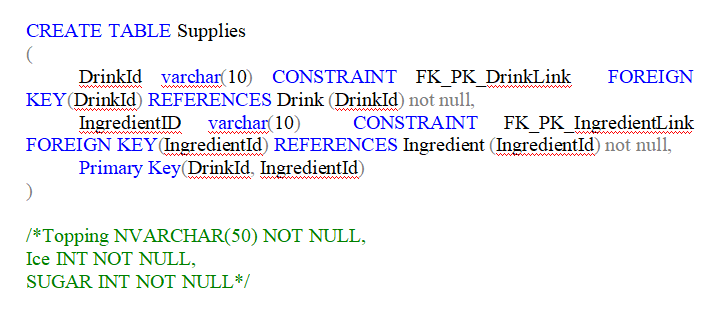 CREATE TABLE Supplies
(
DrinkId varchar(10) CONSTRAINT FK_PK_DrinkLink FOREIGN
KEY(DrinkId) REFERENCES Drink (DrinkId) not null,
IngredientID varchar(10) CONSTRAINT FK_PK_IngredientLink
FOREIGN KEY(IngredientId) REFERENCES Ingredient (IngredientId) not null,
Primary Key(DrinkId, IngredientId)
)
/*Topping NVARCHAR(50) NOT NULL,
Ice INT NOT NULL,
SUGAR INT NOT NULL*/